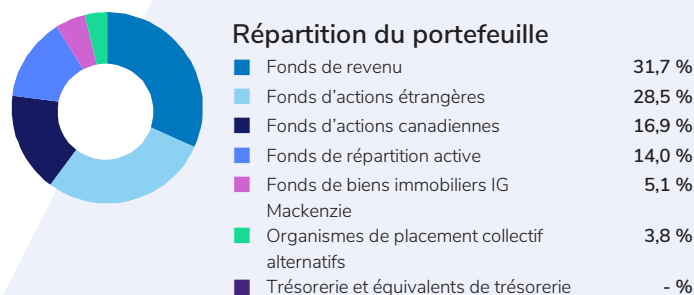 Répartition du portefeuille
Fonds de revenu 31,7 %
Fonds d’actions étrangères 28,5 %
Fonds d’actions canadiennes 16,9 %
Fonds de répartition active 14,0 %
Fonds de biens immobiliers IG 5,1 %
Mackenzie
Organismes de placement collectif 3,8 %
alternatifs
Trésorerie et équivalents de trésorerie - %